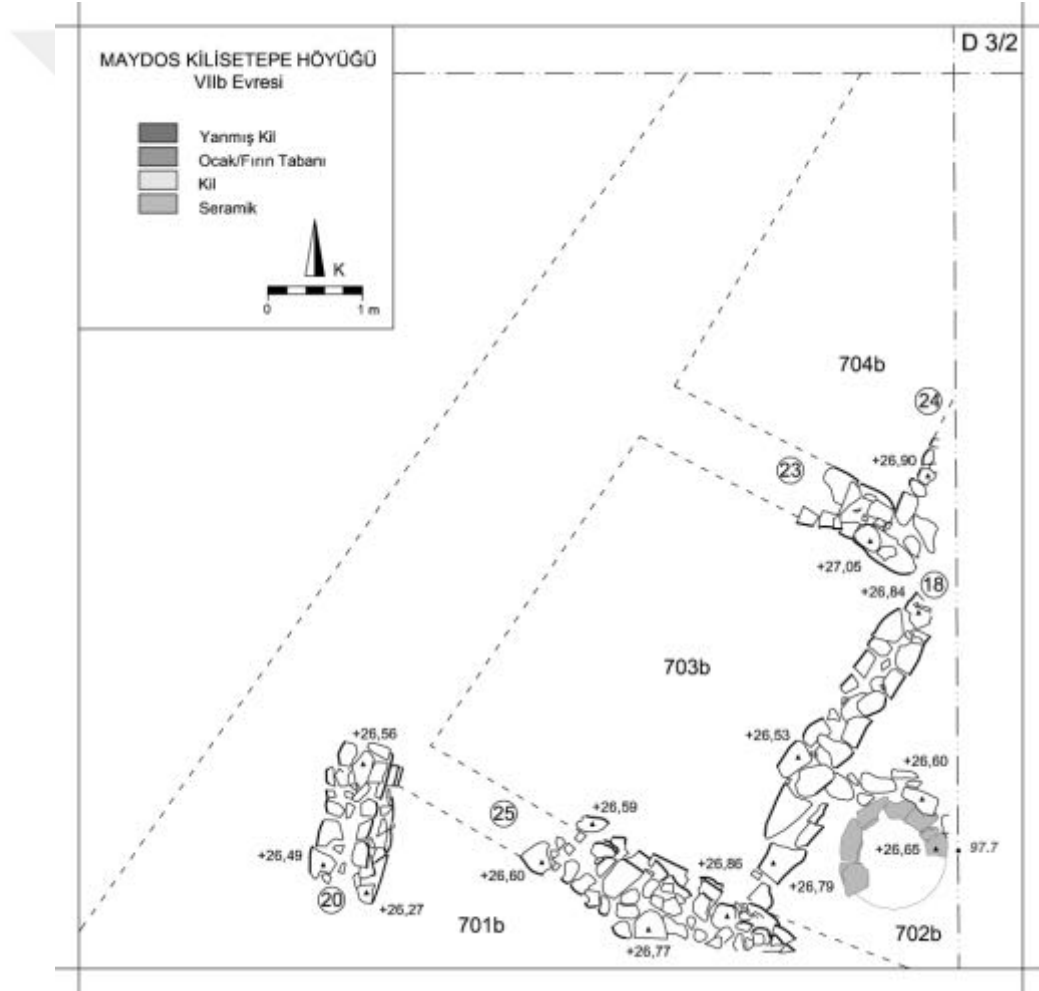 D 3/2
MAYDOS KİLİSETEPE HÖYÜĞÜ
VIIb Evresi
Yanmış Kil
Ocak/Fırın Tabanı
Kil
Seramik
K
0 1 m
704b
24
+26,90
23
+27,05
+26,84
18
703b
+26,56
+26,53
+26,60
25
+26,59
+26,49
+26,60
+26,86
+26,65
97.7
+26,79
20
+26,27
701b
+26,77
702b